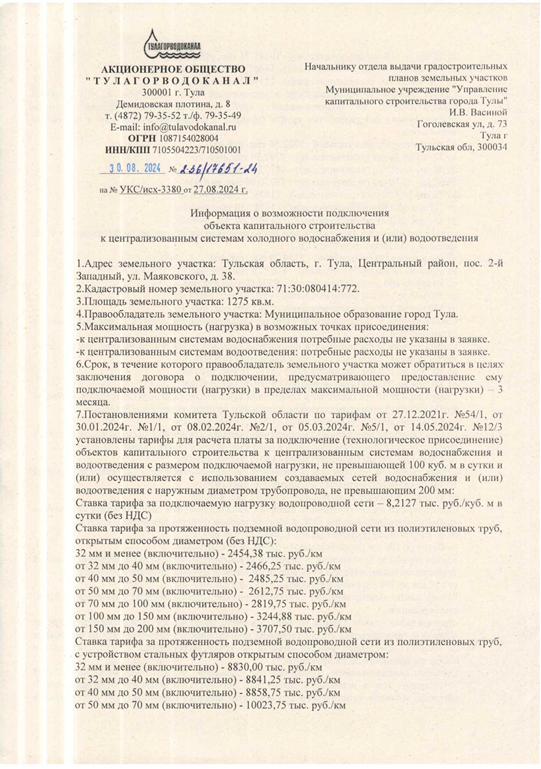 ТУЛАГОРВОДОКАНАЛ
АКЦИОНЕРНОЕ ОБЩЕСТВО
"ТУЛАГОРВОДОКАНАЛ"
300001 г. Тула
Демидовская плотина, д. 8
т. (4872) 79-35-52 т./ф. 79-35-49
E-mail: info@tulavodokanal.ru
ОГРН 1087154028004
ИНН/КПП 7105504223/710501001
30. 08. 2024 № 2-36/17651-24
на № УКС/исх-3380 от 27.08.2024 г.
Начальнику отдела выдачи градостроительных
планов земельных участков
Муниципальное учреждение "Управление
капитального строительства города Тулы"
И.В. Васиной
Гоголевская ул, д. 73
Тула г
Тульская обл, 300034
Информация о возможности подключения
объекта капитального строительства
к централизованным системам холодного водоснабжения и (или) водоотведения
1.Адрес земельного участка: Тульская область, г. Тула, Центральный район, пос. 2-й
Западный, ул. Маяковского, д. 38.
2.Кадастровый номер земельного участка: 71:30:080414:772.
3.Площадь земельного участка: 1275 кв.м.
4.Правообладатель земельного участка: Муниципальное образование город Тула.
5.Максимальная мощность (нагрузка) в возможных точках присоединения:
-к централизованным системам водоснабжения потребные расходы не указаны в заявке.
-к централизованным системам водоотведения: потребные расходы не указаны в заявке.
6.Срок, в течение которого правообладатель земельного участка может обратиться в целях
заключения договора о подключении, предусматривающего предоставление ему
подключаемой мощности (нагрузки) в пределах максимальной мощности (нагрузки) – 3
месяца.
7.Постановлениями комитета Тульской области по тарифам от 27.12.2021г. №54/1, от
30.01.2024г. №1/1, от 08.02.2024г. №2/1, от 05.03.2024г. №5/1, от 14.05.2024г. №12/3
установлены тарифы для расчета платы за подключение (технологическое присоединение)
объектов капитального строительства к централизованным системам водоснабжения и
водоотведения с размером подключаемой нагрузки, не превышающей 100 куб. м в сутки и
(или) осуществляется с использованием создаваемых сетей водоснабжения и (или)
водоотведения с наружным диаметром трубопровода, не превышающим 200 мм:
Ставка тарифа за подключаемую нагрузку водопроводной сети – 8,2127 тыс. руб./куб. м в
сутки (без НДС)
Ставка тарифа за протяженность подземной водопроводной сети из полиэтиленовых труб,
открытым способом диаметром (без НДС):
32 мм и менее (включительно) - 2454,38 тыс. руб./км
от 32 мм до 40 мм (включительно) - 2466,25 тыс. руб./км
от 40 мм до 50 мм (включительно) - 2485,25 тыс. руб./км
от 50 мм до 70 мм (включительно) - 2612,75 тыс. руб./км
от 70 мм до 100 мм (включительно) - 2819,75 тыс. руб./км
от 100 мм до 150 мм (включительно) - 3244,88 тыс. руб./км
от 150 мм до 200 мм (включительно) - 3707,50 тыс. руб./км
Ставка тарифа за протяженность подземной водопроводной сети из полиэтиленовых труб,
с устройством стальных футляров открытым способом диаметром:
32 мм и менее (включительно) - 8830,00 тыс. руб./км
от 32 мм до 40 мм (включительно) - 8841,25 тыс. руб./км
от 40 мм до 50 мм (включительно) - 8858,75 тыс. руб./км
от 50 мм до 70 мм (включительно) - 10023,75 тыс. руб./км